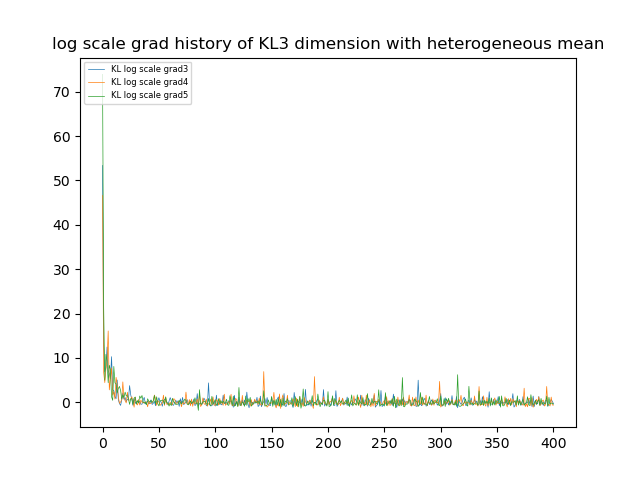 log scale grad history of KL3 dimension with heterogeneous mean
KL log scale grad3
KL log scale grad4
KL log scale grad5
70
60
50
40
30
20
10
0
0 50 100 150 200 250 300 350 400